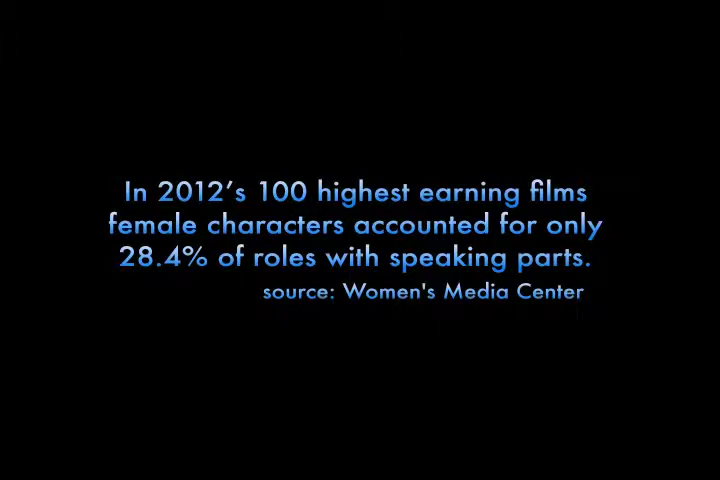 In 2012’s 100 highest earning films
female characters accounted for only
28.4% of roles with speaking parts.
source: Women's Media Center